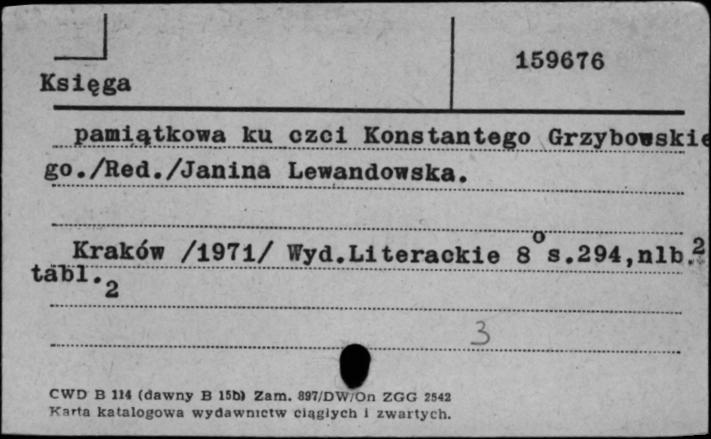 159676
Księga
pamiątkowa ku czci Konstantego Grzybowskie
go./Red./Janina Lewandowska.
Kraków /1971/ Wyd.Literackie 8° s.294,nlb.2
tabl.2
3
CWD B 114 (dawny B 15b) Zam. 897/DW/On ZGG 2542
Karta katalogowa wydawnictw ciągłych i zwartych.